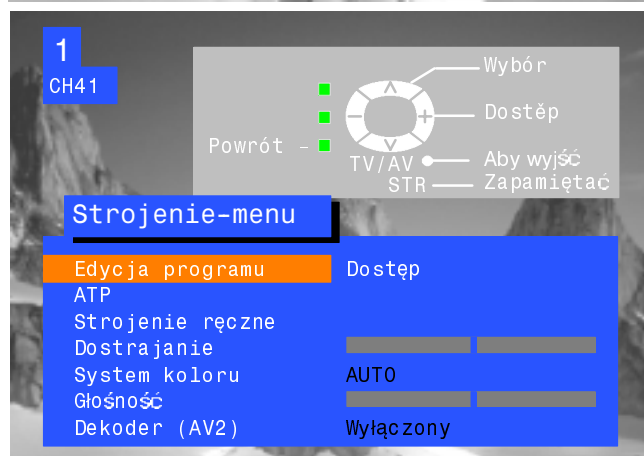 1
CH41
Wybór
Dostěp
Powrót –
TV/AV
Aby wyjść
STR
Zapamiętać
Strojenie-menu
Edycja programu Dostęp
ATP
Strojenie ręczne
Dostrajanie
System koloru AUTO
Głośność
Dekoder (AV2) Wyłączony